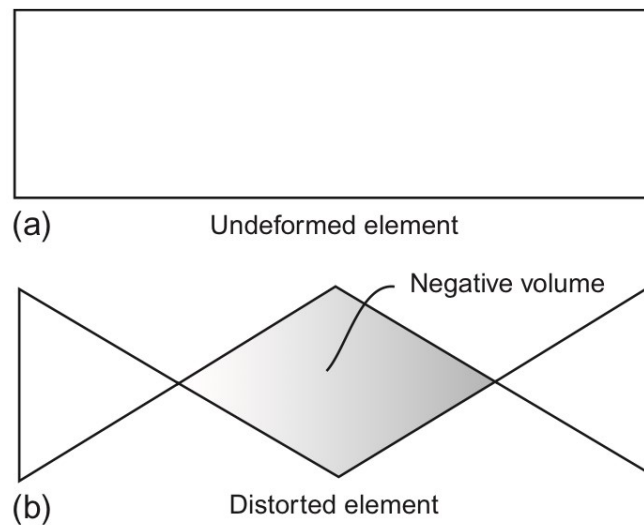 (a)
Undeformed element
Negative volume
(b)
Distorted element